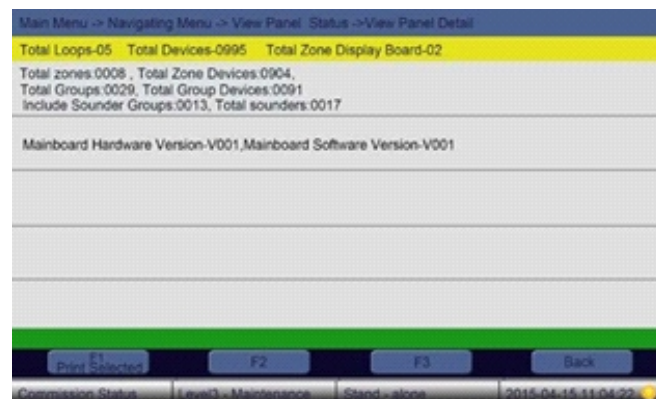 Main Menu -> Navigating Menu -> View Panel Status ->View Panel Detail
Total Loops-05 Total Devices-0995 Total Zone Display Board-02
Total zones:0008 , Total Zone Devices:0904,
Total Groups:0029, Total Group Devices:0091
Include Sounder Groups:0013, Total sounders:0017
Mainboard Hardware Version-V001,Mainboard Software Version-V001
F1
Print Selected
F2
F3
Back
Commission Status
Level3 - Maintenance
Stand - alone
2015-04-15 11:04:22